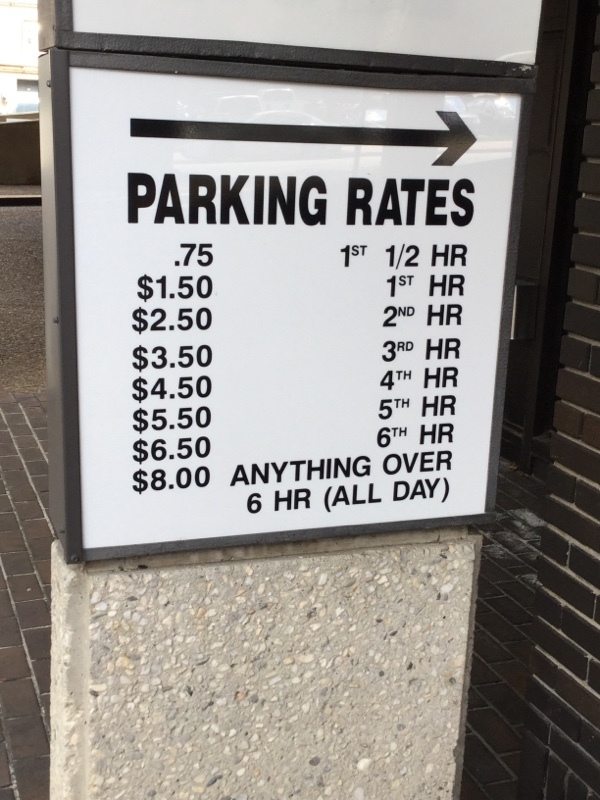 PARKING RATES
.75 1ST 1/2 HR
$1.50 1ST HR
$2.50 2ND HR
$3.50 3RD HR
$4.50 4TH HR
$5.50 5TH HR
$6.50 6TH HR
$8.00 ANYTHING OVER
6 HR (ALL DAY)